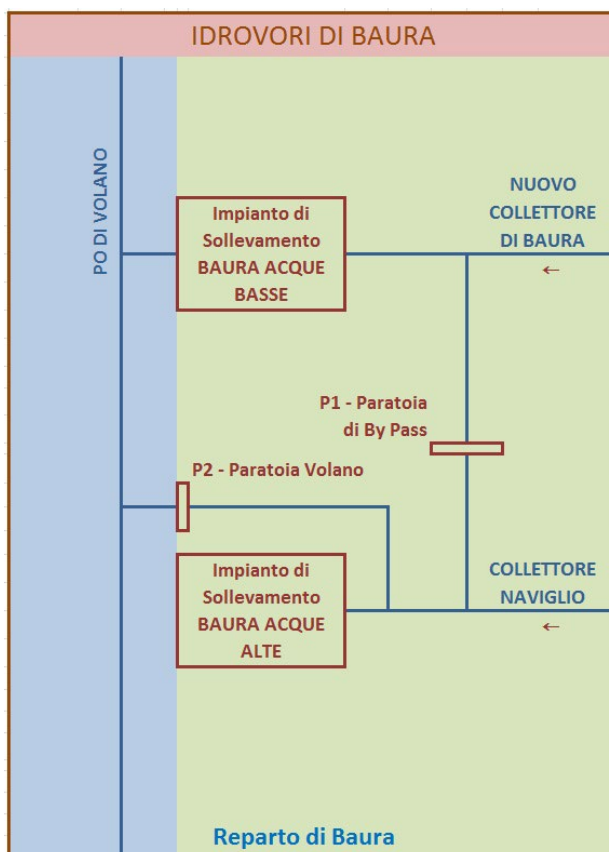 IDROVORI DI BAURA
PO DI VOLANO
Impianto di
Sollevamento
BAURA ACQUE
BASSE
NUOVO
COLLETTORE
DI BAURA
←
P1 - Paratoia
di By Pass
P2 - Paratoia Volano
Impianto di
Sollevamento
BAURA ACQUE
ALTE
COLLETTORE
NAVIGLIO
←
Reparto di Baura